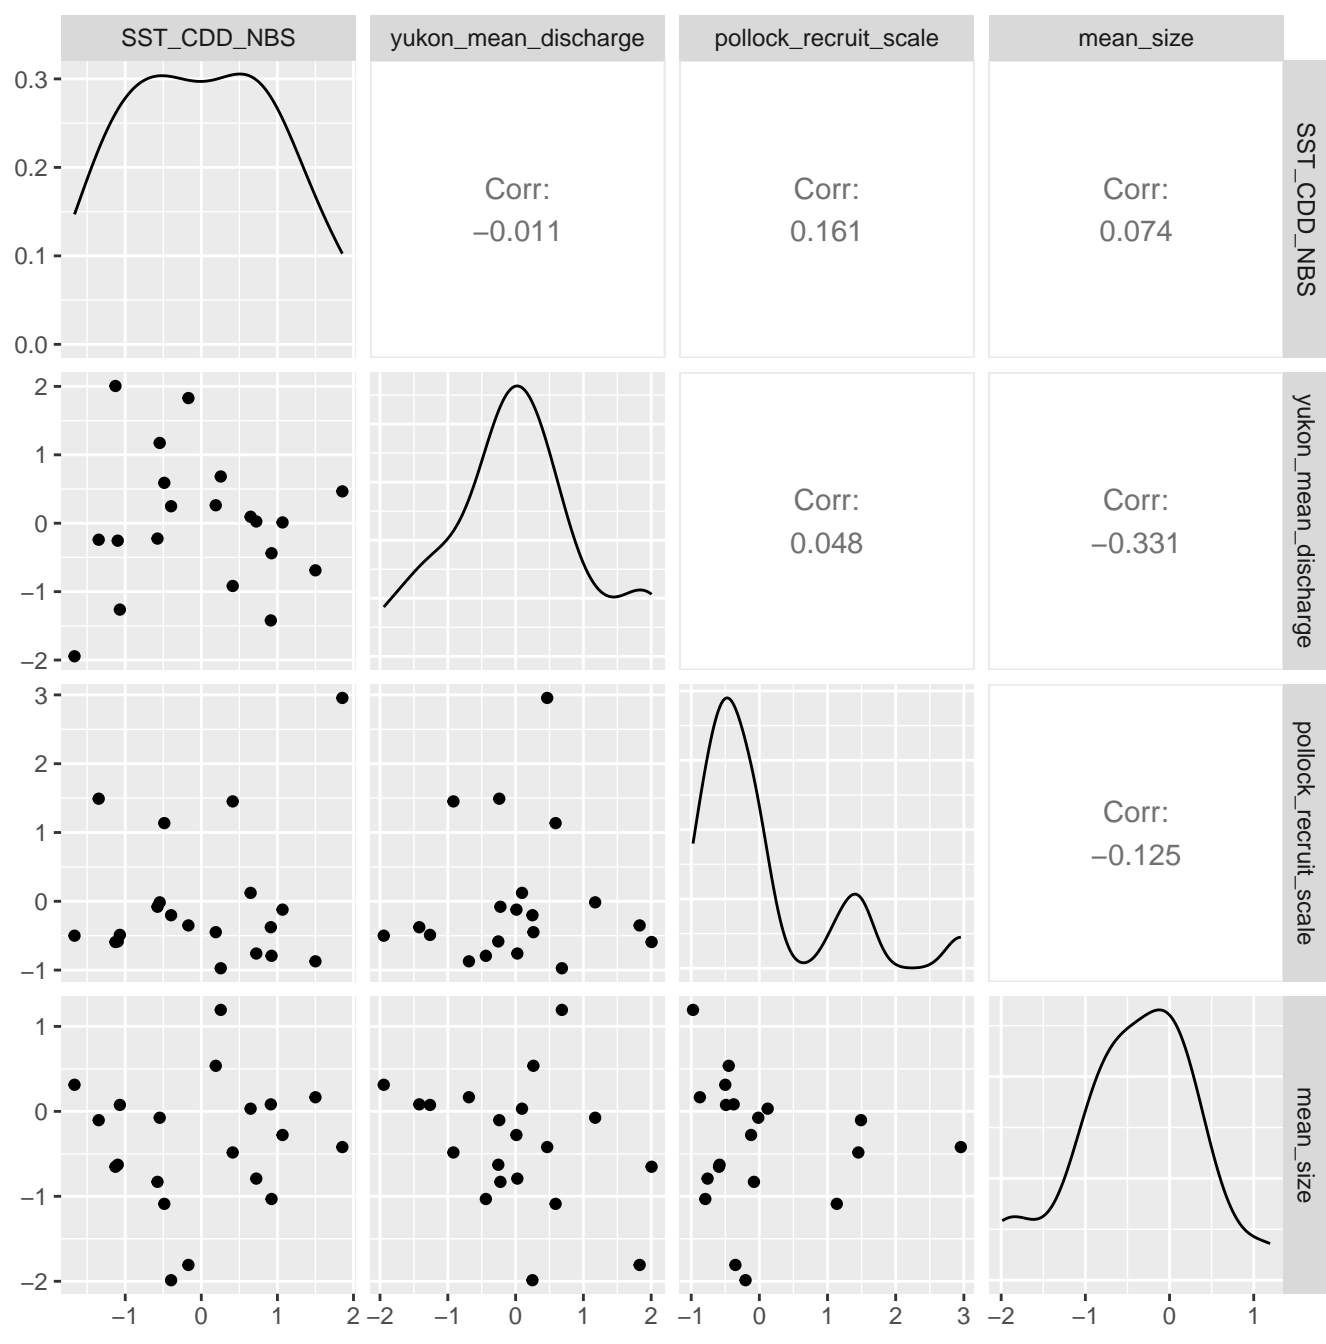 SST_CDD_NBS yukon_mean_discharge pollock_recruit_scale mean_size
0.3
0.2
0.1
0.0
Corr:
−0.011
Corr:
0.161
Corr:
0.074
SST_CDD_NBS
2
1
0
−1
−2
Corr:
0.048
Corr:
−0.331
yukon_mean_discharge
3
2
1
0
−1
Corr:
−0.125
pollock_recruit_scale
1
0
−1
−2
mean_size
−1 0 1 2 −2 −1 0 1 2 −1 0 1 2 3 −2 −1 0 1